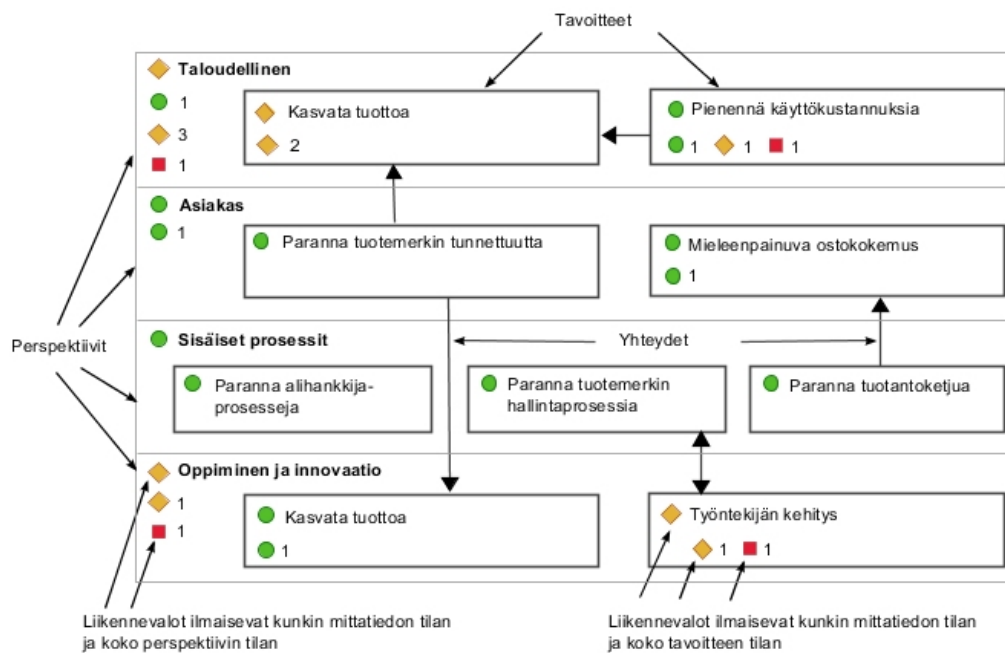 Tavoitteet
Taloudellinen
1
3
1
Kasvata tuottoa
2
Pienennä käyttökustannuksia
1 1 1
Asiakas
1
Paranna tuotemerkin tunnettuutta
Mieleenpainuva ostokokemus
1
Perspektiivit
Sisäiset prosessit
Yhteydet
Paranna alihankkija-
prosesseja
Paranna tuotemerkin
hallintaprosessia
Paranna tuotantoketjua
Oppiminen ja innovaatio
1
1
Kasvata tuottoa
1
Työntekijän kehitys
1 1
Liikennevalot ilmaisevat kunkin mittatiedon tilan
ja koko perspektiivin tilan
Liikennevalot ilmaisevat kunkin mittatiedon tilan
ja koko tavoitteen tilan